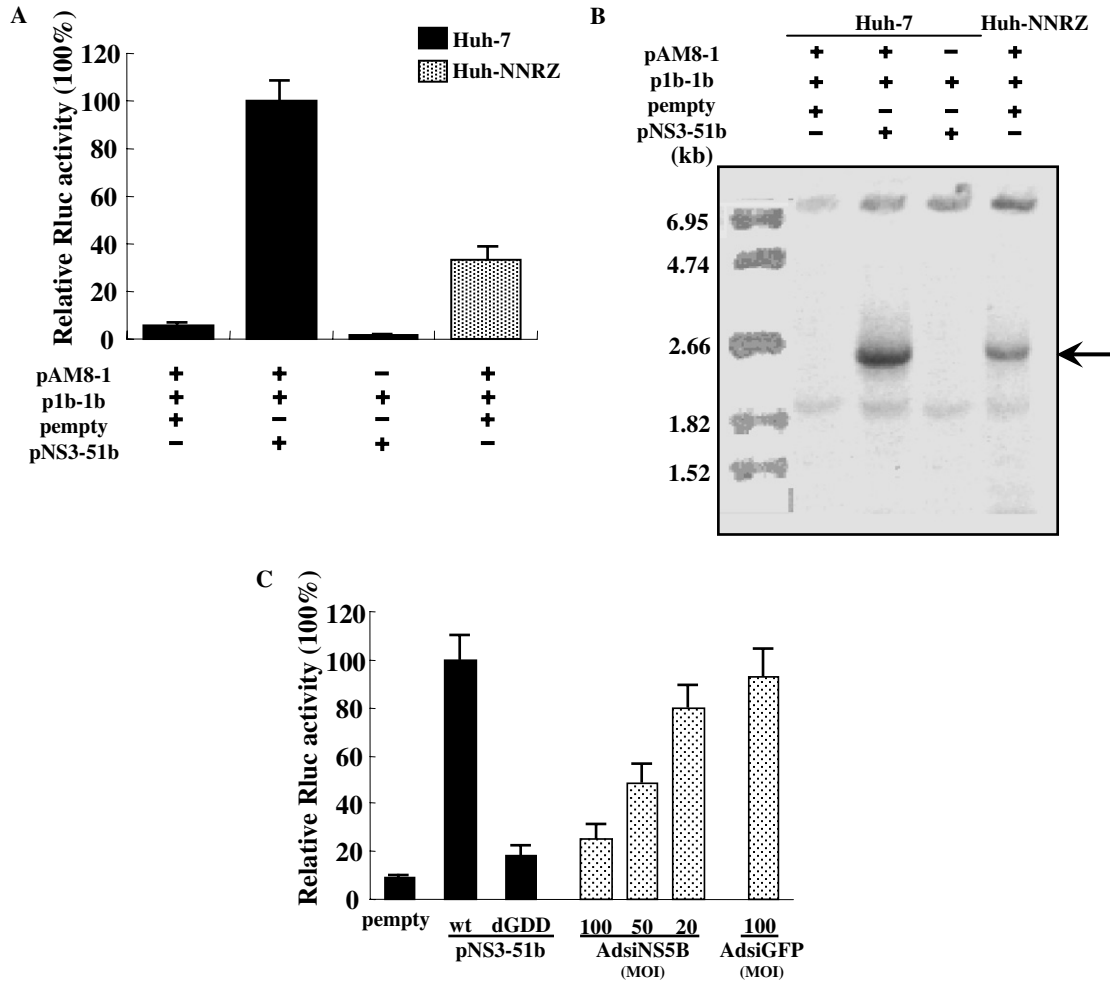 A
Relative Rluc activity (100%)
120
100
80
60
40
20
0
Huh-7
Huh-NNRZ
pAM8-1 + + − +
p1b-1b + + + +
pempty + − − +
pNS3-51b − + + −
B
Huh-7 Huh-NNRZ
pAM8-1 + + − +
p1b-1b + + + +
pempty + − − +
pNS3-51b − + + −
(kb)
6.95
4.74
2.66
1.82
1.52
C
Relative Rluc activity (100%)
120
100
80
60
40
20
0
pempty wt dGDD 100 50 20 100
pNS3-51b AdsiNS5B AdsiGFP
(MOI) (MOI)